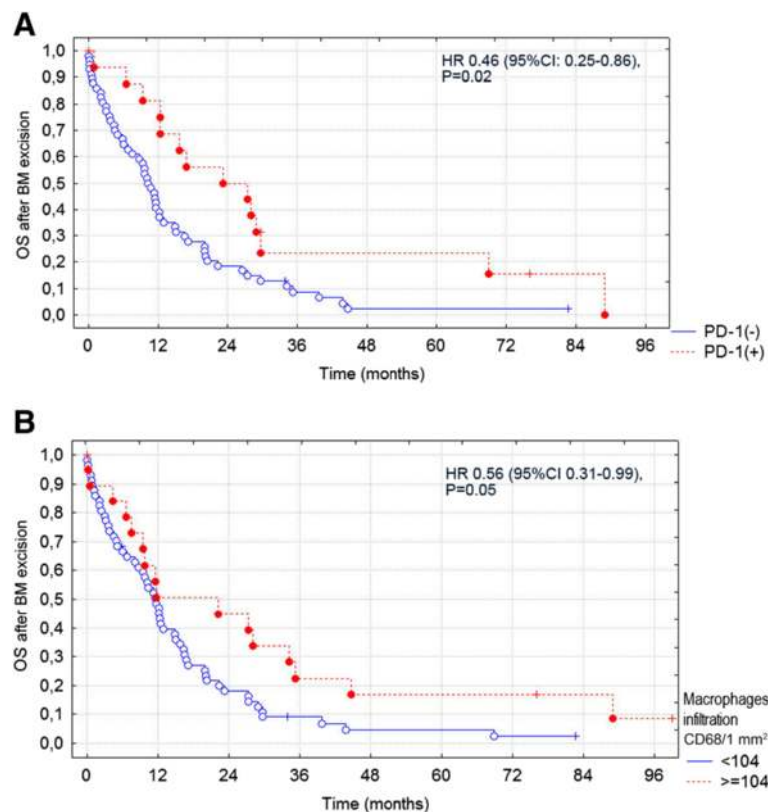 A
1,0
0,9
0,8
0,7
0,6
0,5
0,4
0,3
0,2
0,1
0,0
OS after BM excision
HR 0.46 (95%CI: 0.25-0.86),
P=0.02
0 12 24 36 48 60 72 84 96
Time (months)
PD-1(-)
PD-1(+)
B
1,0
0,9
0,8
0,7
0,6
0,5
0,4
0,3
0,2
0,1
0,0
OS after BM excision
HR 0.56 (95%CI 0.31-0.99),
P=0.05
0 12 24 36 48 60 72 84 96
Time (months)
Macrophages
infiltration
CD68/1 mm²
<104
>=104